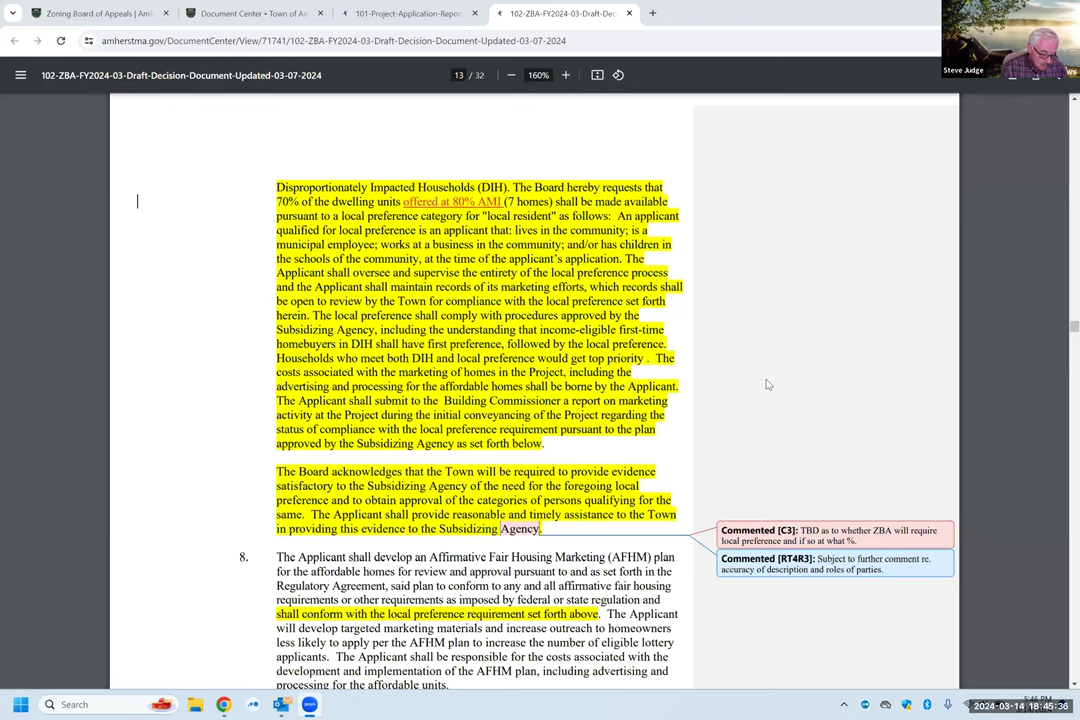 Zoning Board of Appeals | Amh
Document Center • Town of An
101-Project-Application-Repor
102-ZBA-FY2024-03-Draft-Dec
amherstma.gov/DocumentCenter/View/71741/102-ZBA-FY2024-03-Draft-Decision-Document-Updated-03-07-2024
102-ZBA-FY2024-03-Draft-Decision-Document-Updated-03-07-2024
13 / 32
160%
Steve Judge
Disproportionately Impacted Households (DIH). The Board hereby requests that
70% of the dwelling units offered at 80% AMI (7 homes) shall be made available
pursuant to a local preference category for "local resident" as follows:  An applicant
qualified for local preference is an applicant that: lives in the community; is a
municipal employee; works at a business in the community; and/or has children in
the schools of the community, at the time of the applicant's application. The
Applicant shall oversee and supervise the entirety of the local preference process
and the Applicant shall maintain records of its marketing efforts, which records shall
be open to review by the Town for compliance with the local preference set forth
herein. The local preference shall comply with procedures approved by the
Subsidizing Agency, including the understanding that income-eligible first-time
homebuyers in DIH shall have first preference, followed by the local preference.
Households who meet both DIH and local preference would get top priority .  The
costs associated with the marketing of homes in the Project, including the
advertising and processing for the affordable homes shall be borne by the Applicant.
The Applicant shall submit to the  Building Commissioner a report on marketing
activity at the Project during the initial conveyancing of the Project regarding the
status of compliance with the local preference requirement pursuant to the plan
approved by the Subsidizing Agency as set forth below.
The Board acknowledges that the Town will be required to provide evidence
satisfactory to the Subsidizing Agency of the need for the foregoing local
preference and to obtain approval of the categories of persons qualifying for the
same.  The Applicant shall provide reasonable and timely assistance to the Town
in providing this evidence to the Subsidizing Agency.
Commented [C3]: TBD as to whether ZBA will require
local preference and if so at what %.
Commented [RT4R3]: Subject to further comment re.
accuracy of description and roles of parties.
8. The Applicant shall develop an Affirmative Fair Housing Marketing (AFHM) plan
for the affordable homes for review and approval pursuant to and as set forth in the
Regulatory Agreement, said plan to conform to any and all affirmative fair housing
requirements or other requirements as imposed by federal or state regulation and
shall conform with the local preference requirement set forth above.  The Applicant
will develop targeted marketing materials and increase outreach to homeowners
less likely to apply per the AFHM plan to increase the number of eligible lottery
applicants.  The Applicant shall be responsible for the costs associated with the
development and implementation of the AFHM plan, including advertising and
processing for the affordable units.
Search
5:46 PM
2024-03-14 18:45:36